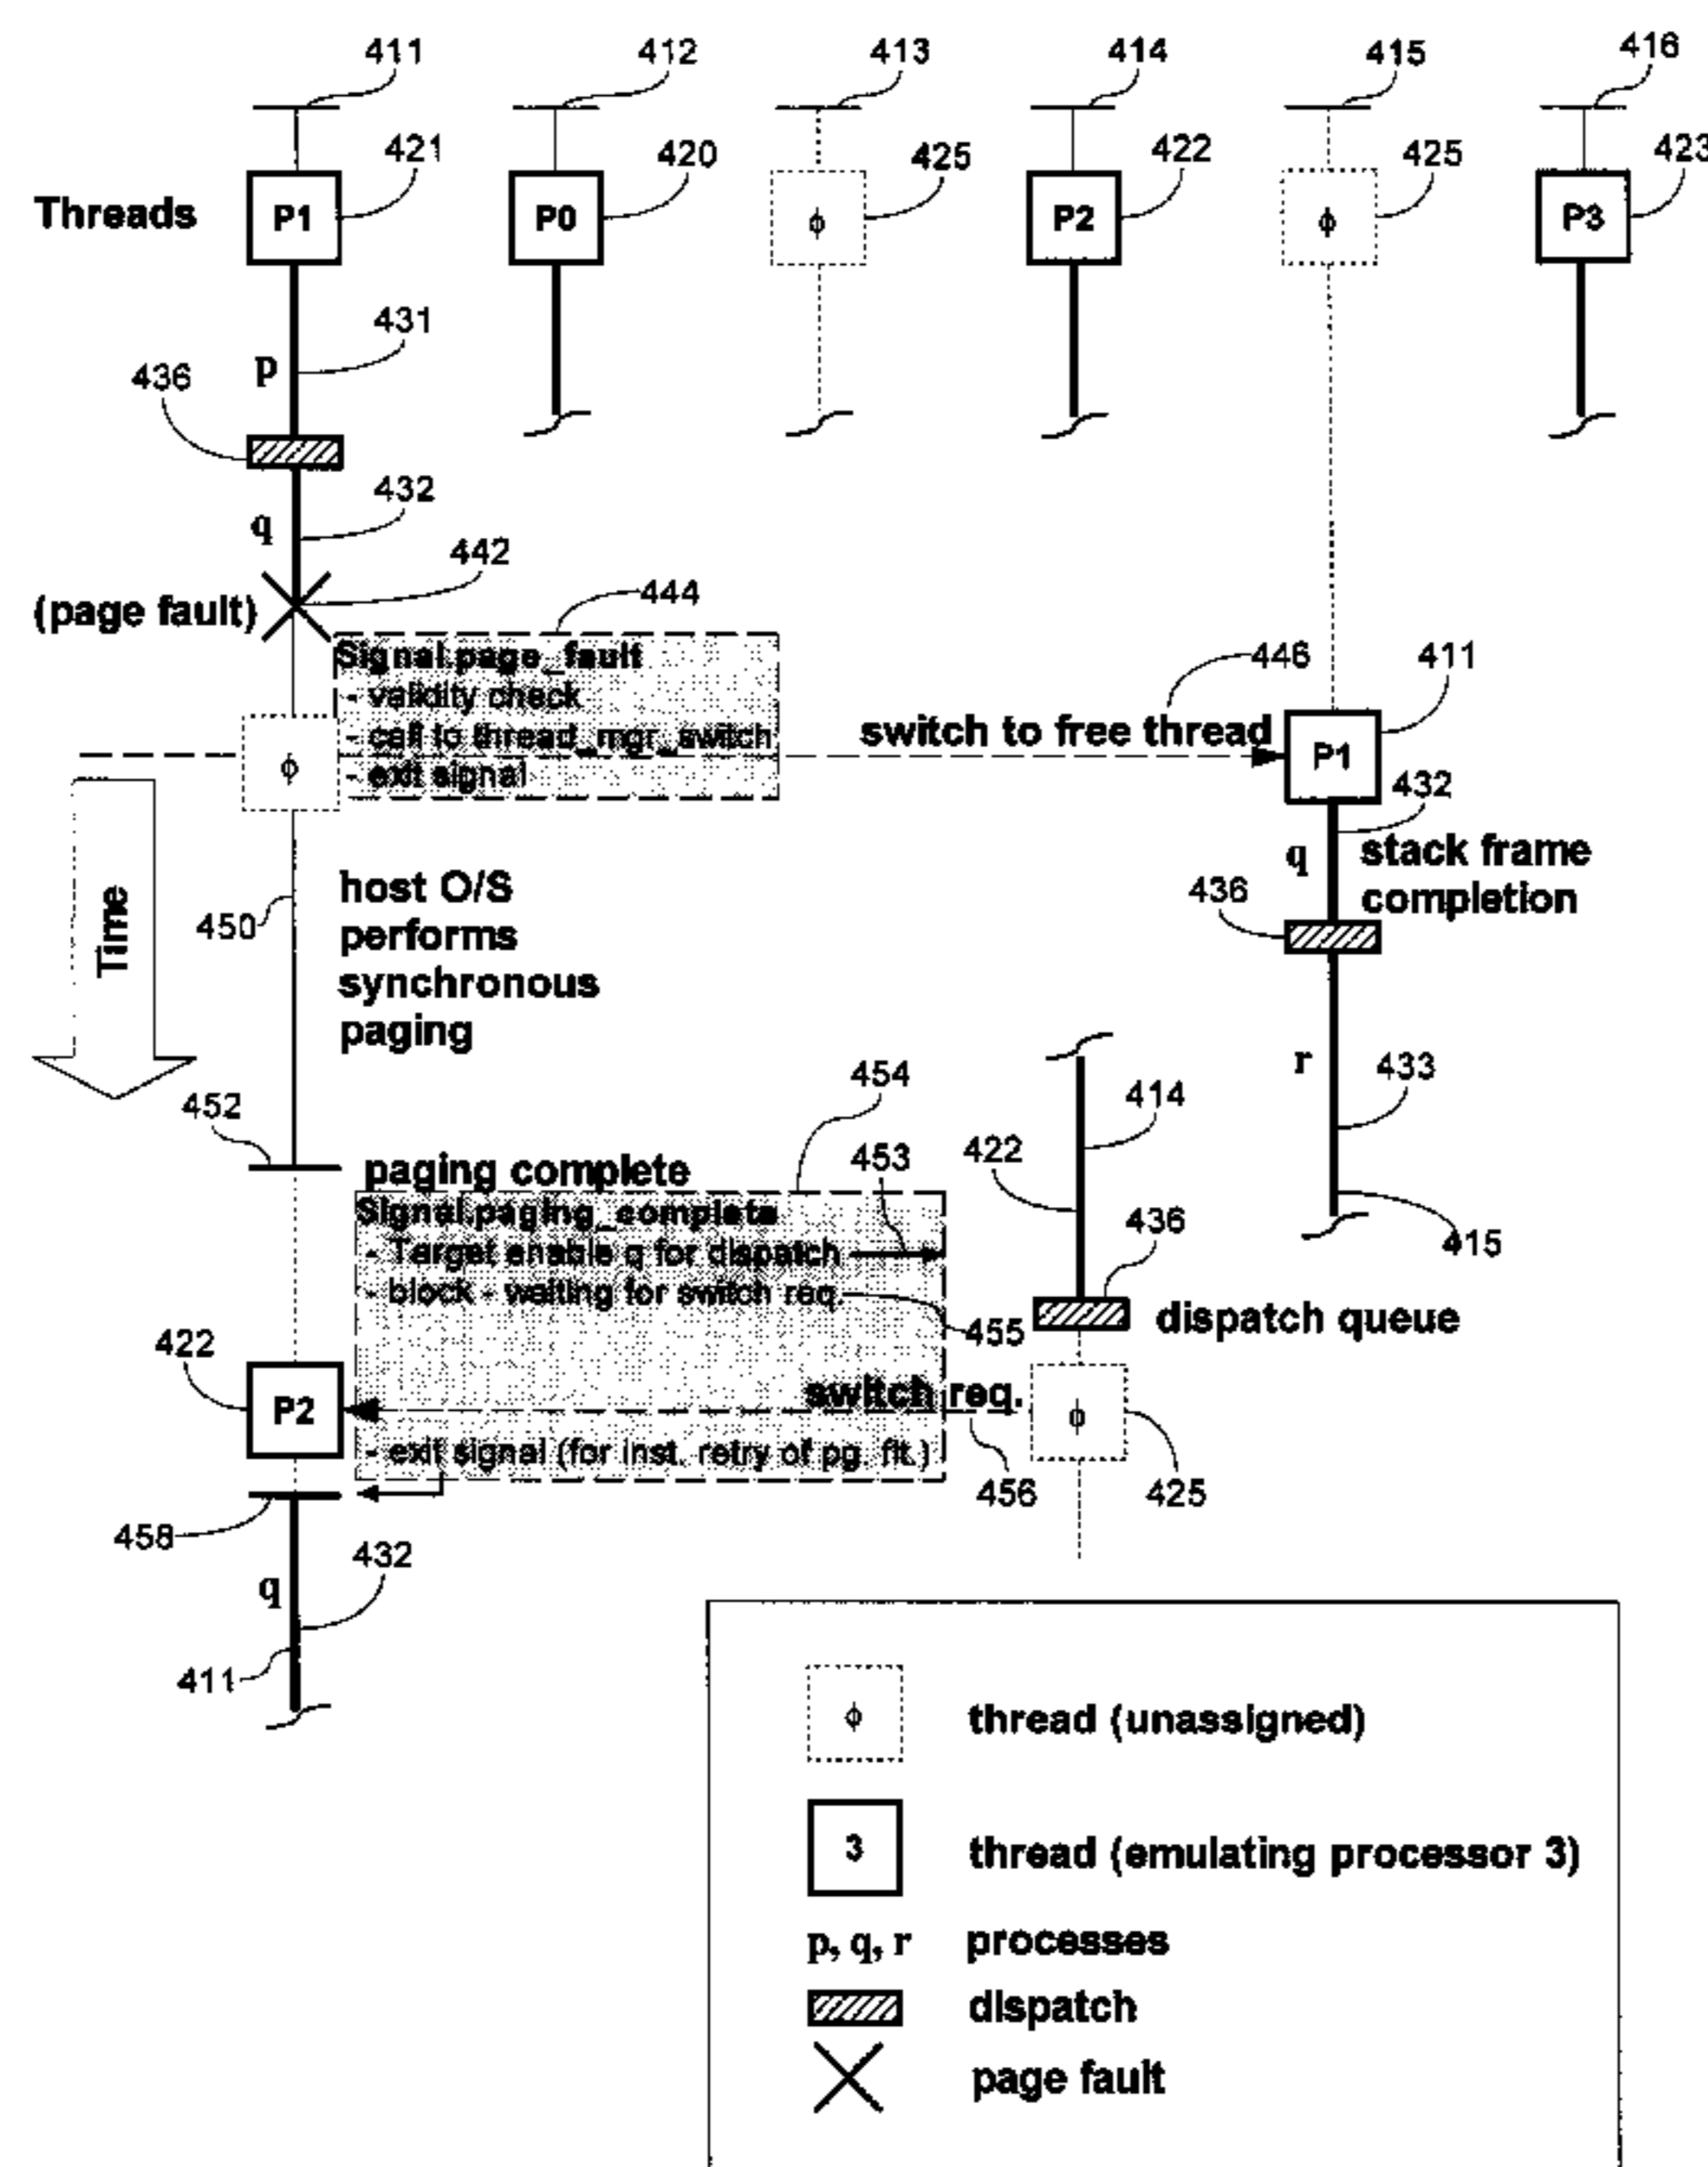 411 412 413 414 415 416
421 420 425 422 425 423
Threads P1 P0 ϕ P2 ϕ P3
431
p
436
432
q
442
(page fault)
444
Signal.page_fault
- validity check
- call to thread_mgr_switch
- exit signal
ϕ
446
switch to free thread
411
P1
432
q
stack frame
completion
436
Time
450
host O/S
performs
synchronous
paging
r
433
415
452
paging complete
454
453
Signal.paging_complete
- Target enable q for dispatch
- block - waiting for switch req.
455
414
422
436
dispatch queue
422
P2
switch req.
456
ϕ
425
- exit signal (for inst. retry of pg. flt.)
458
432
q
411
ϕ thread (unassigned)
3 thread (emulating processor 3)
p, q, r processes
dispatch
page fault